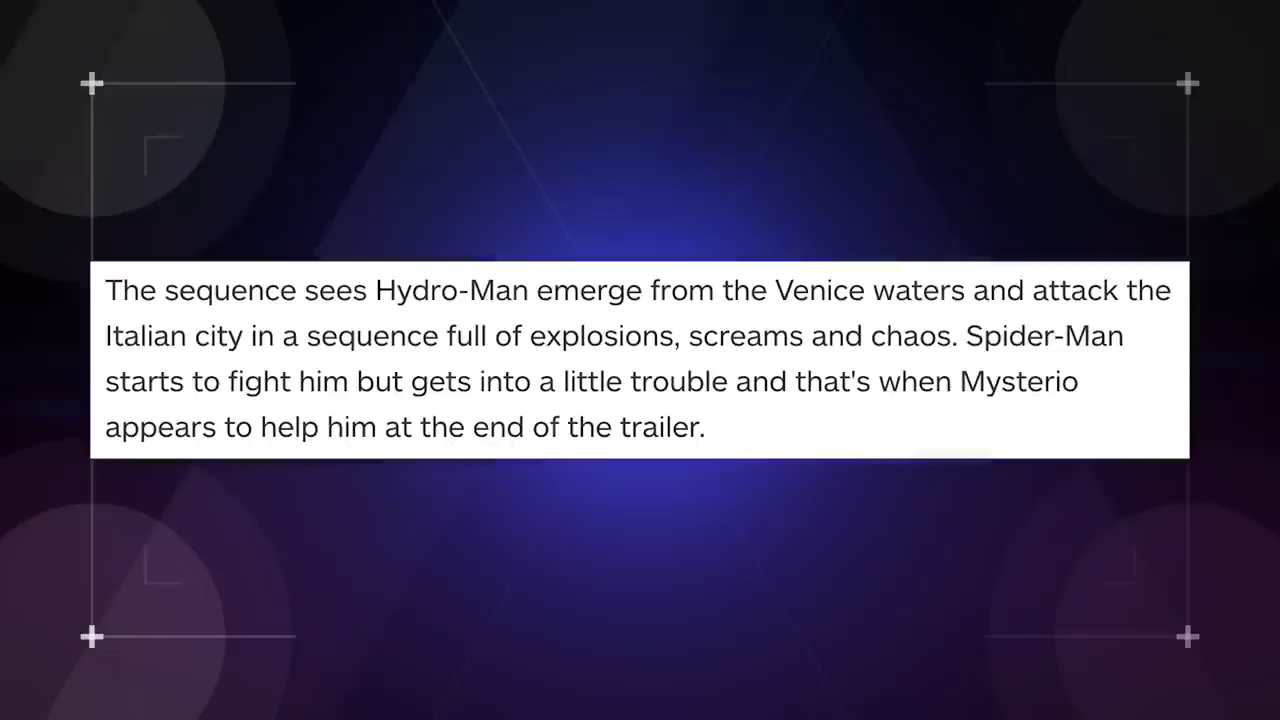 The sequence sees Hydro-Man emerge from the Venice waters and attack the
Italian city in a sequence full of explosions, screams and chaos. Spider-Man
starts to fight him but gets into a little trouble and that's when Mysterio
appears to help him at the end of the trailer.